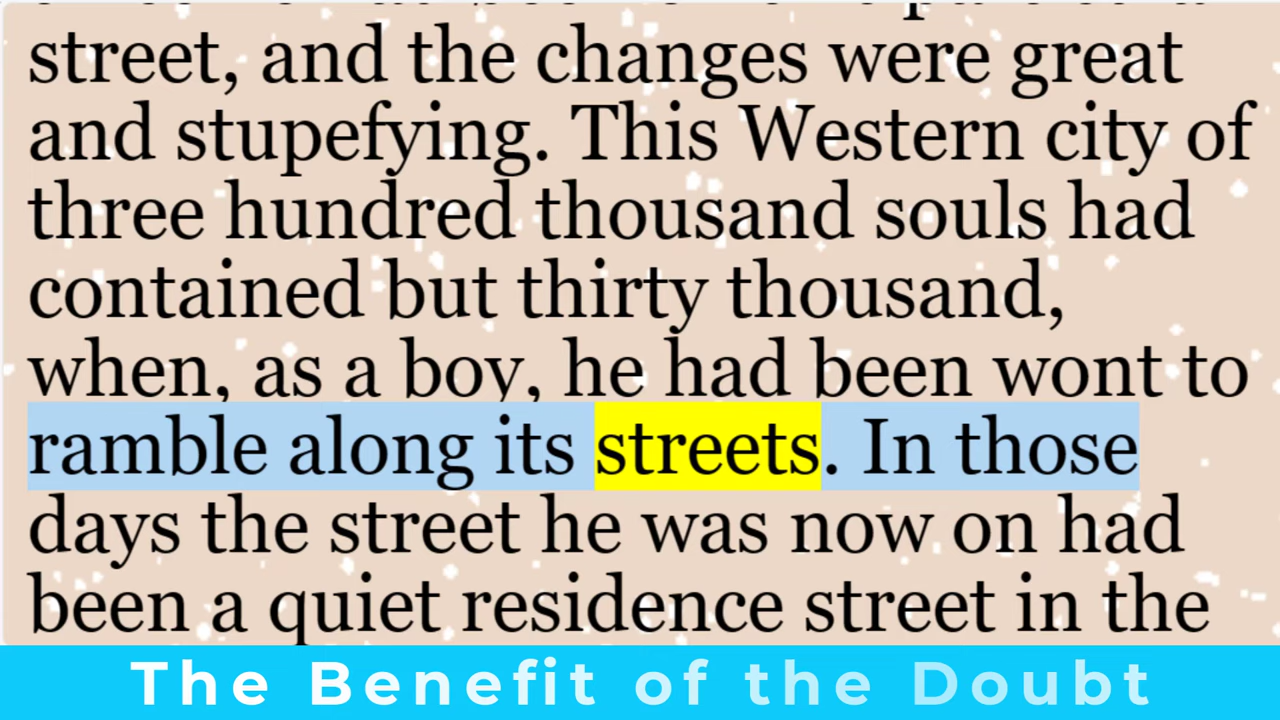 street, and the changes were great
and stupefying. This Western city of
three hundred thousand souls had
contained but thirty thousand,
when, as a boy, he had been wont to
ramble along its streets. In those
days the street he was now on had
been a quiet residence street in the
The Benefit of the Doubt